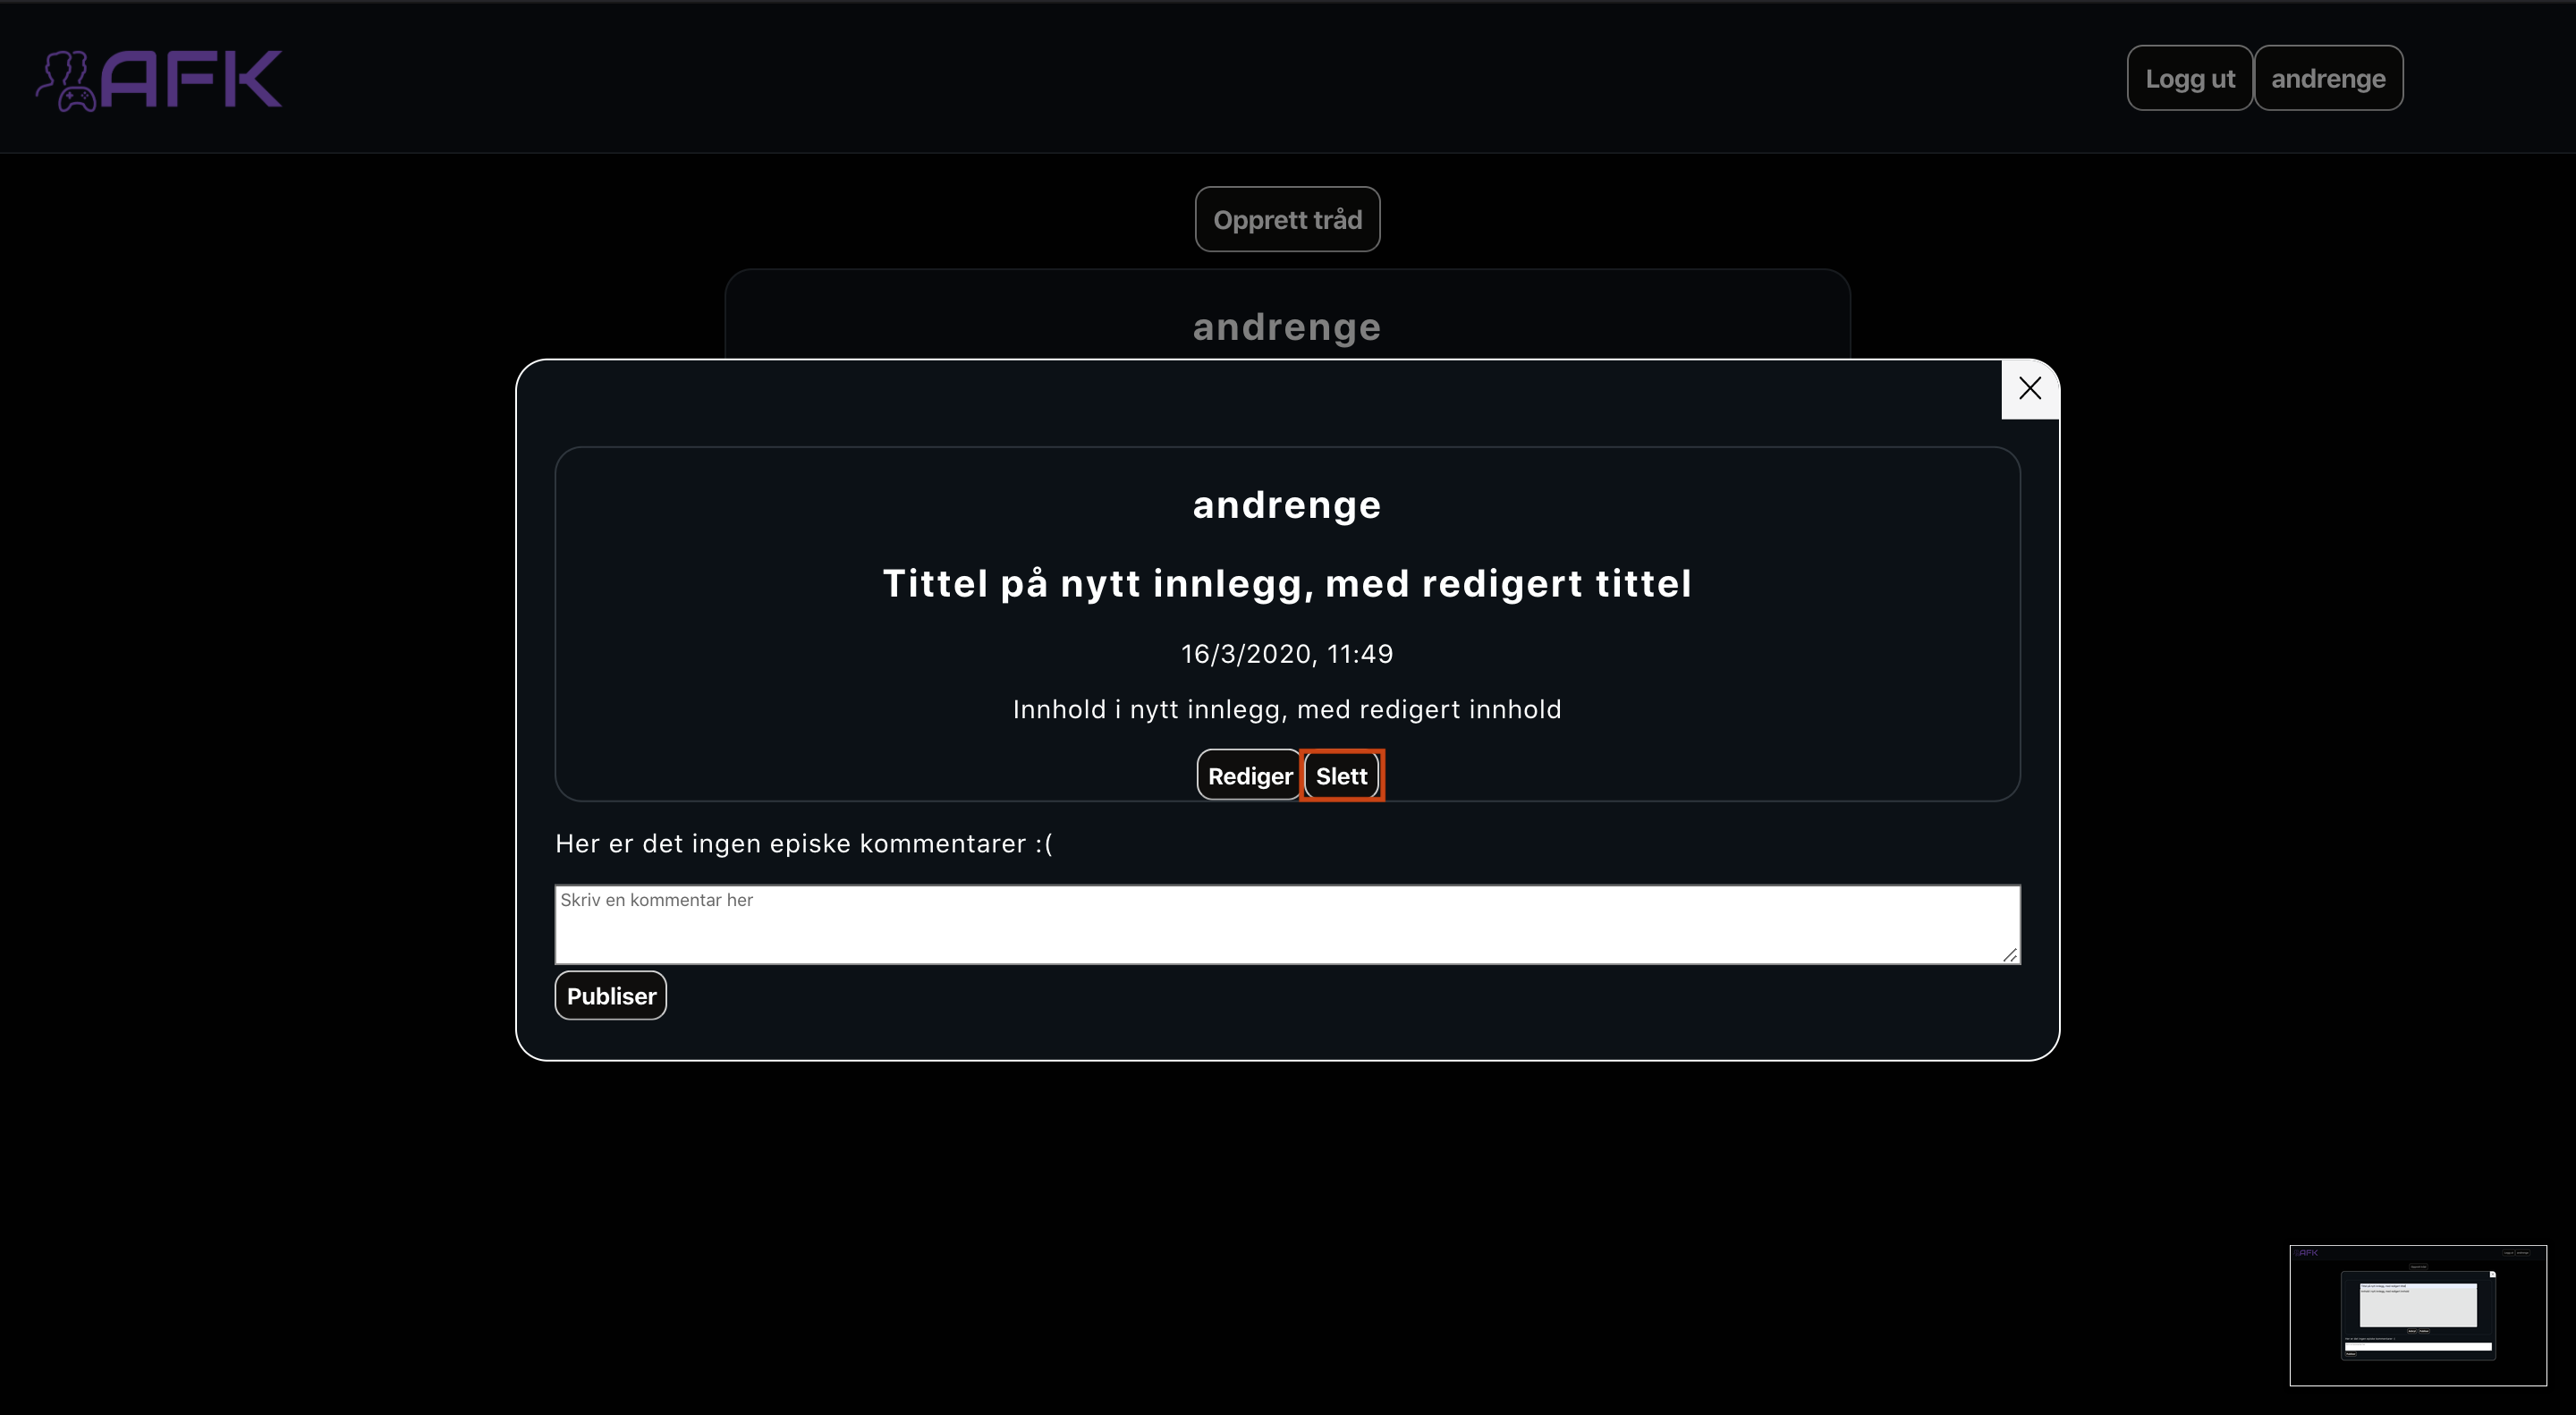 AFK
Logg ut
andrenge
Opprett tråd
andrenge
andrenge
Tittel på nytt innlegg, med redigert tittel
16/3/2020, 11:49
Innhold i nytt innlegg, med redigert innhold
Rediger
Slett
Her er det ingen episke kommentarer :(
Skriv en kommentar her
Publiser
AFK